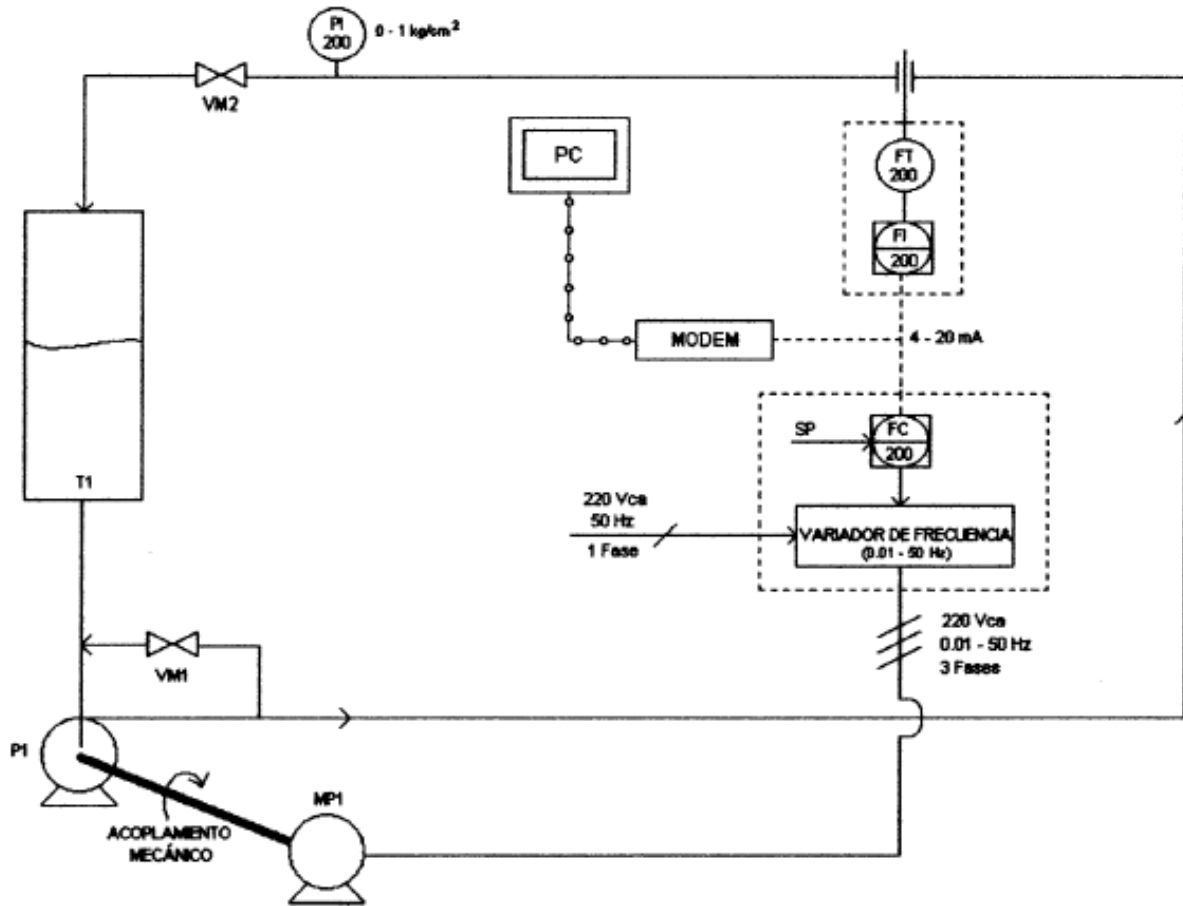 PI
200
0 - 1 kg/cm²
VM2
PC
FT
200
FI
200
MODEM
4 - 20 mA
SP
FC
200
T1
220 Vca
50 Hz
1 Fase
VARIADOR DE FRECUENCIA
(0.01 - 50 Hz)
220 Vca
0.01 - 50 Hz
3 Fases
VM1
P1
MP1
ACOPLAMIENTO
MECÁNICO